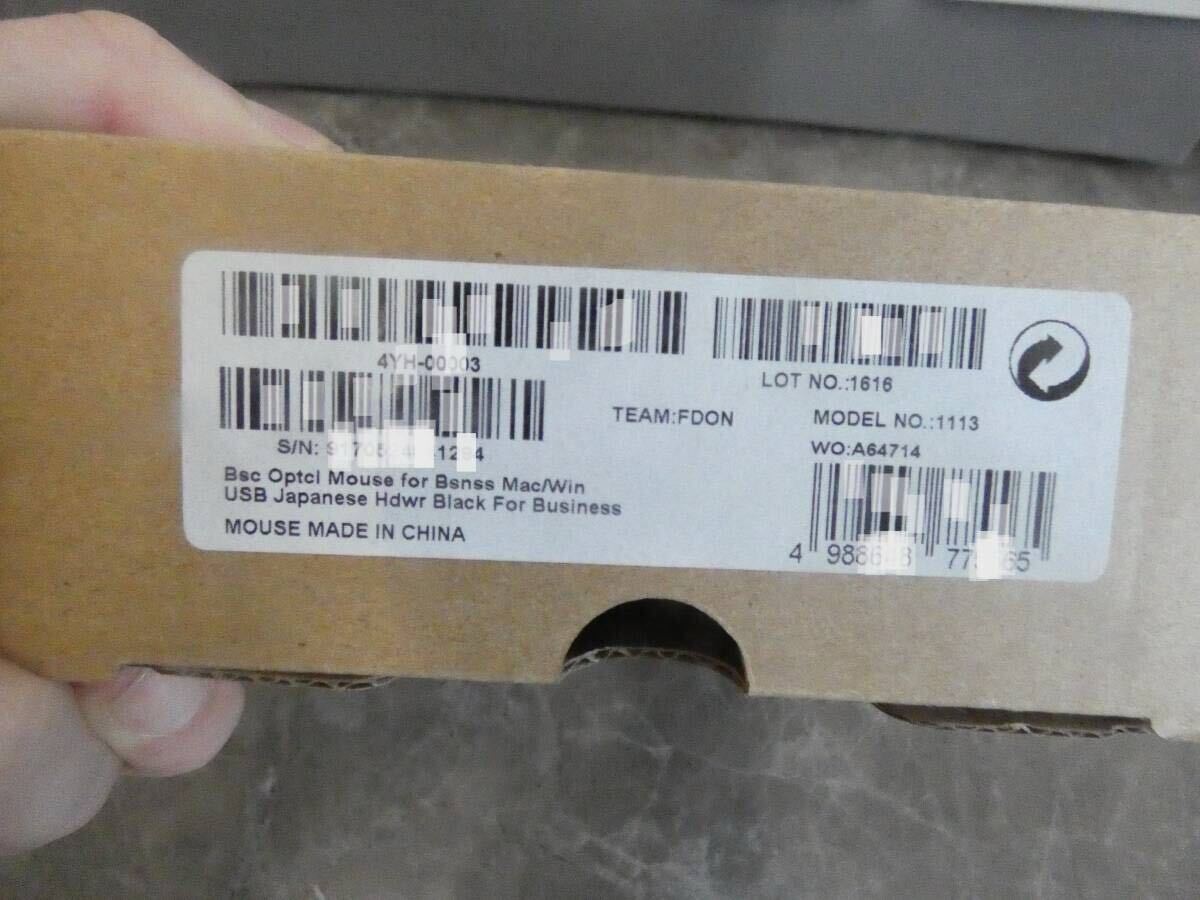 4YH-00003
LOT NO.:1616
TEAM:FDON
MODEL NO.:1113
S/N:
WO:A64714
Bsc Optcl Mouse for Bsnss Mac/Win
USB Japanese Hdwr Black For Business
MOUSE MADE IN CHINA
4